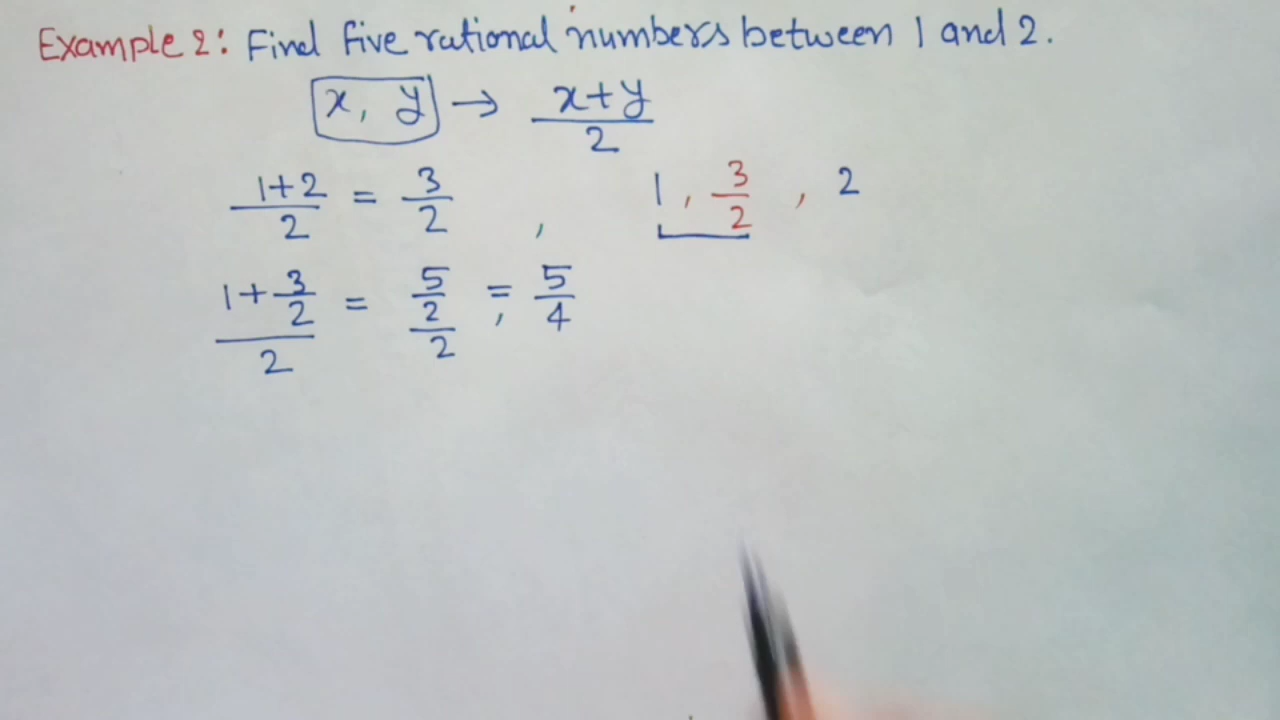 Example 2: Find five rational numbers between 1 and 2.
x, y → x+y/2
1+2/2 = 3/2 , 1, 3/2, 2
1+3/2/2 = 5/2/2 =, 5/4